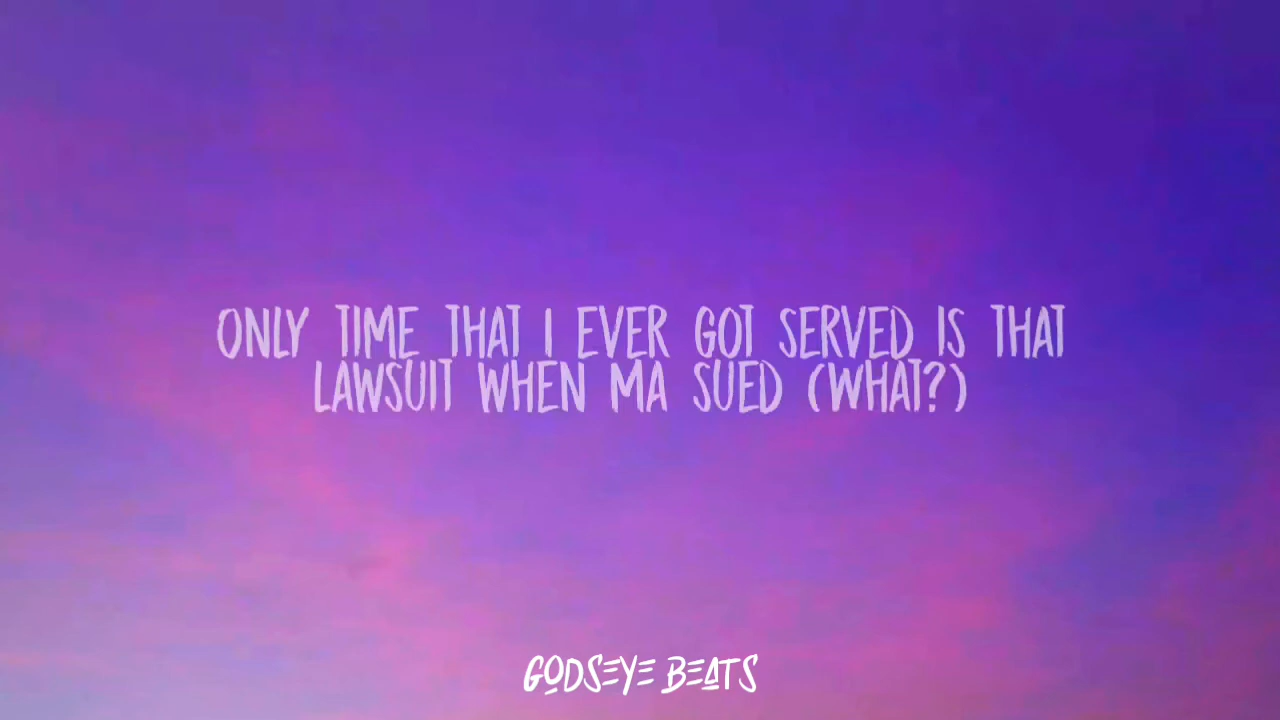 ONLY TIME THAT I EVER GOT SERVED IS THAT
LAWSUIT WHEN MA SUED (WHAT?)
GODSEYE BEATS